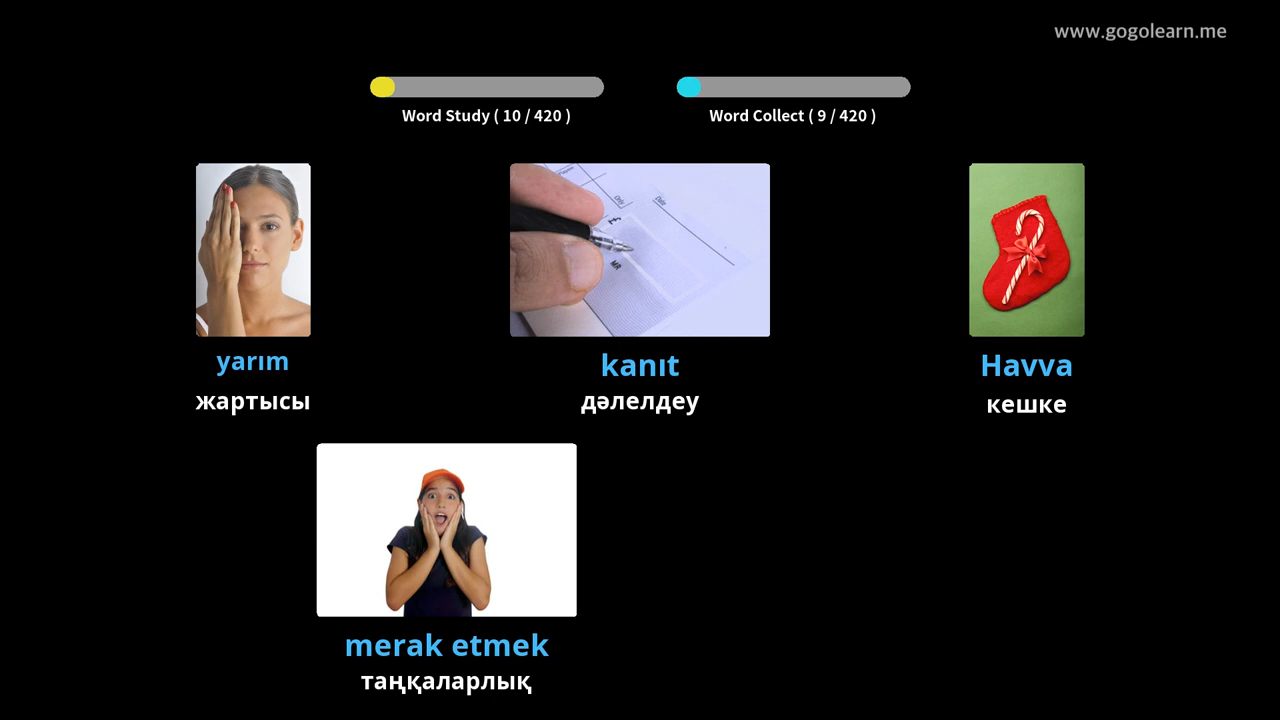 www.gogolearn.me
Word Study ( 10 / 420 )
Word Collect ( 9 / 420 )
yarım
жартысы
kanıt
дәлелдеу
Havva
кешке
merak etmek
таңқаларлық